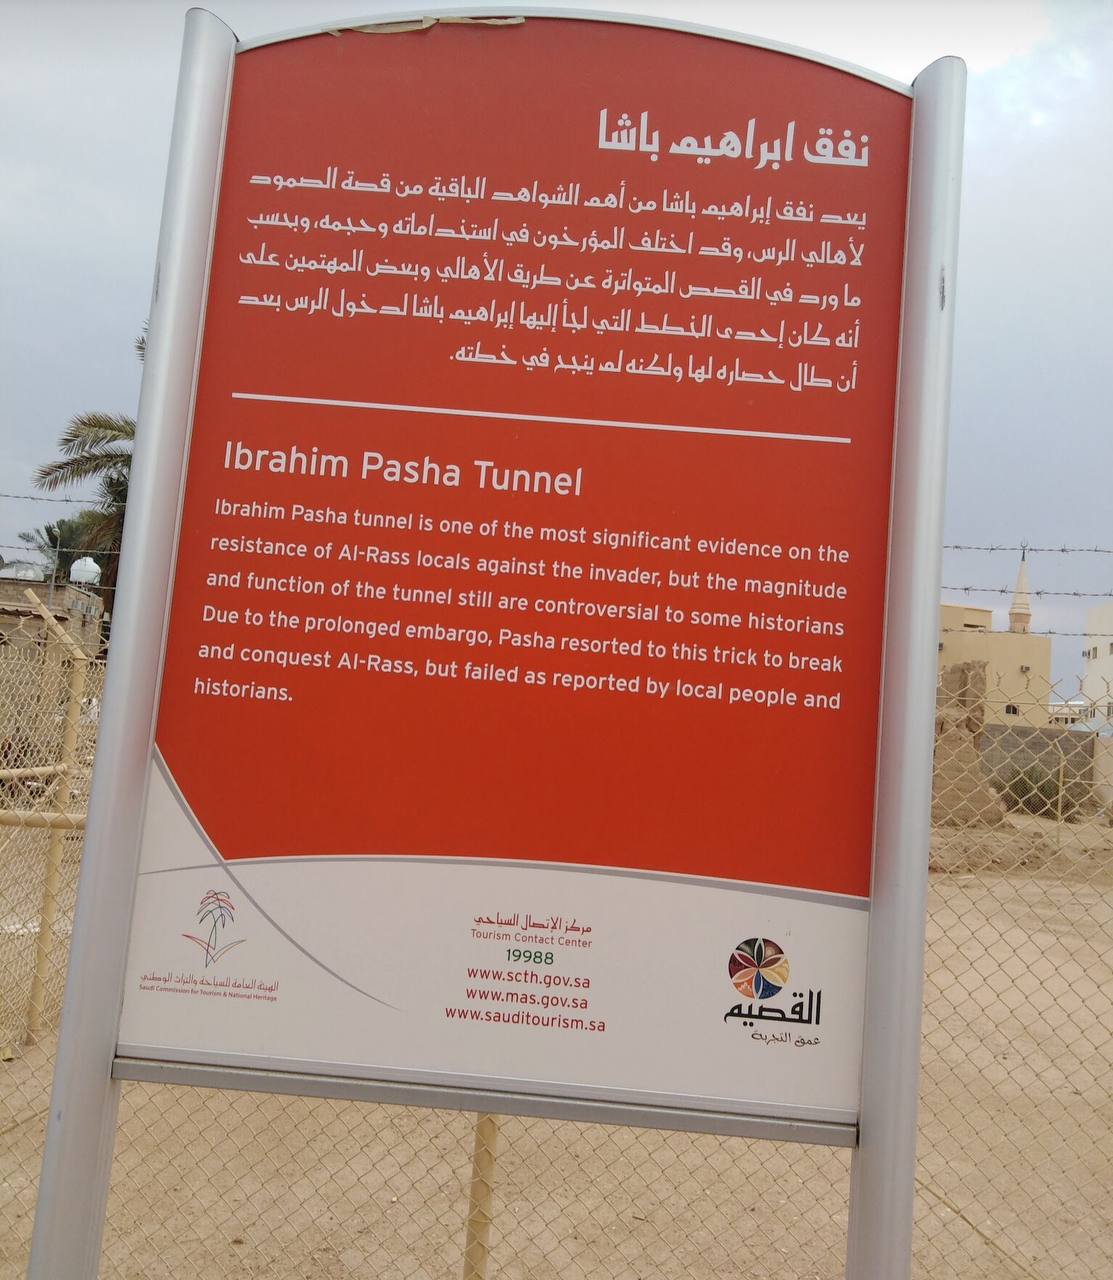 نفق ابراهيم باشا
يعد نفق إبراهيم باشا من أهم الشواهد الباقية من قصة الصمود
لأهالي الرس، وقد اختلف المؤرخون في استخداماته وحجمه، وبحسب
ما ورد في القصص المتواترة عن طريق الأهالي وبعض المهتمين على
أنه كان إحدى الخطط التي لجأ إليها إبراهيم باشا لدخول الرس بعد
أن طال حصاره لها ولكنه لم ينجح في خطته.
Ibrahim Pasha Tunnel
Ibrahim Pasha tunnel is one of the most significant evidence on the
resistance of Al-Rass locals against the invader, but the magnitude
and function of the tunnel still are controversial to some historians
Due to the prolonged embargo, Pasha resorted to this trick to break
and conquest Al-Rass, but failed as reported by local people and
historians.
الهيئة العامة للسياحة والتراث الوطني
Saudi Commission for Tourism & National Heritage
مركز الإتصال السياحي
Tourism Contact Center
19988
www.scth.gov.sa
www.mas.gov.sa
www.sauditourism.sa
القصيم
عمق التجربة